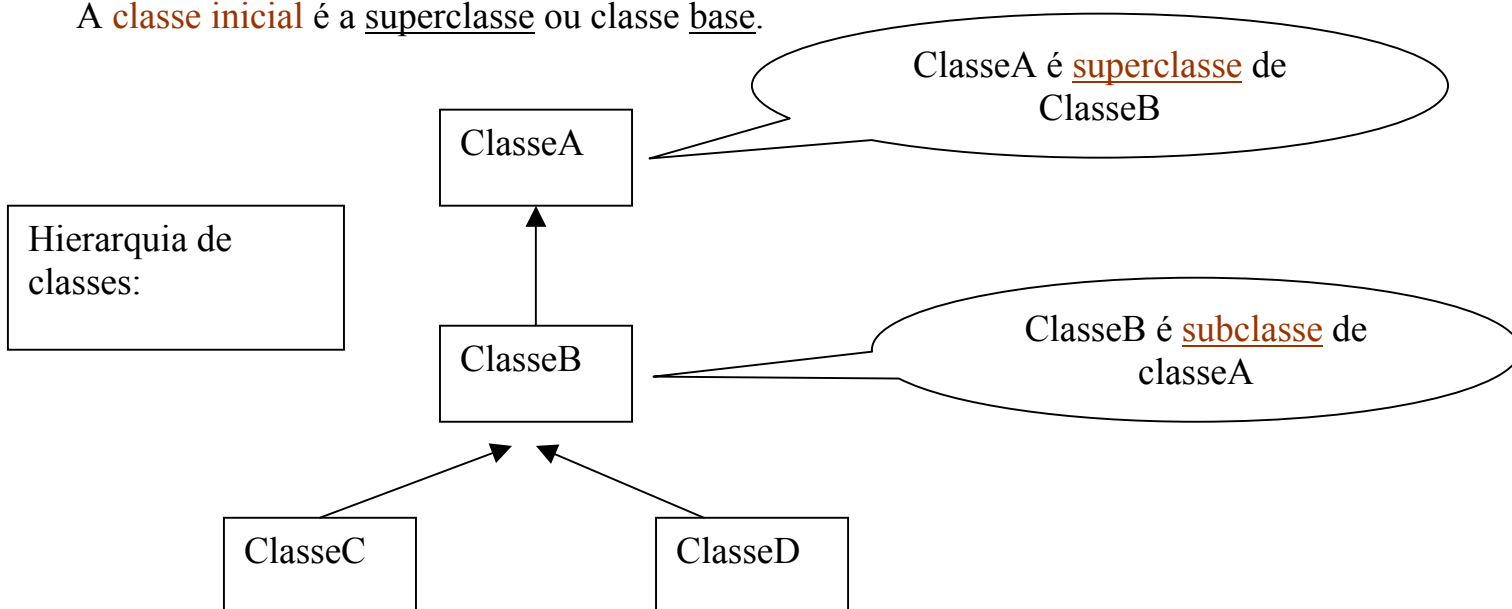 A classe inicial é a superclasse ou classe base.
ClasseA é superclasse de
ClasseB
ClasseA
Hierarquia de
classes:
ClasseB é subclasse de
classeA
ClasseB
ClasseC
ClasseD